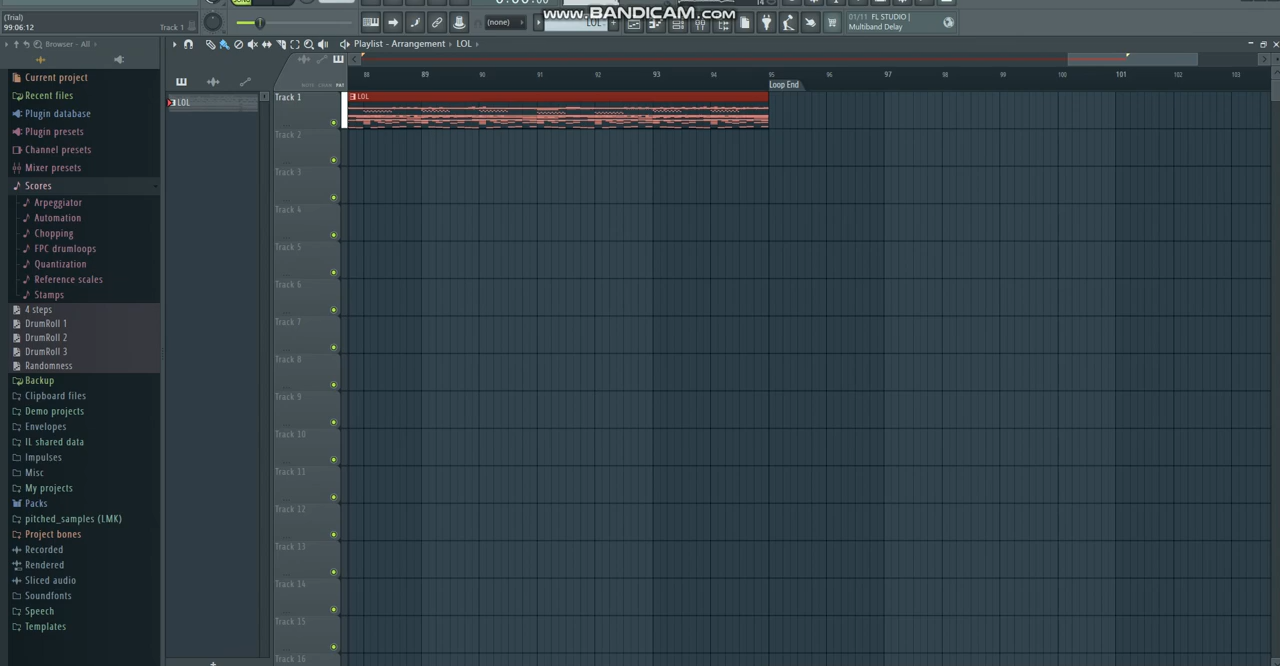 (Trial)
99:06:12
Track 1
(none)
LOL
www.BANDICAM.com
01/11 FL STUDIO |
Multiband Delay
Browser - All
Playlist - Arrangement
LOL
Current project
Recent files
Plugin database
Plugin presets
Channel presets
Mixer presets
Scores
Arpeggiator
Automation
Chopping
FPC drumloops
Quantization
Reference scales
Stamps
4 steps
DrumRoll 1
DrumRoll 2
DrumRoll 3
Randomness
Backup
Clipboard files
Demo projects
Envelopes
IL shared data
Impulses
Misc
My projects
Packs
pitched_samples (LMK)
Project bones
Recorded
Rendered
Sliced audio
Soundfonts
Speech
Templates
LOL
88 89 90 91 92 93 94 95 96 97 98 99 100 101 102 103
Loop End
LOL
Track 1
Track 2
Track 3
Track 4
Track 5
Track 6
Track 7
Track 8
Track 9
Track 10
Track 11
Track 12
Track 13
Track 14
Track 15
Track 16